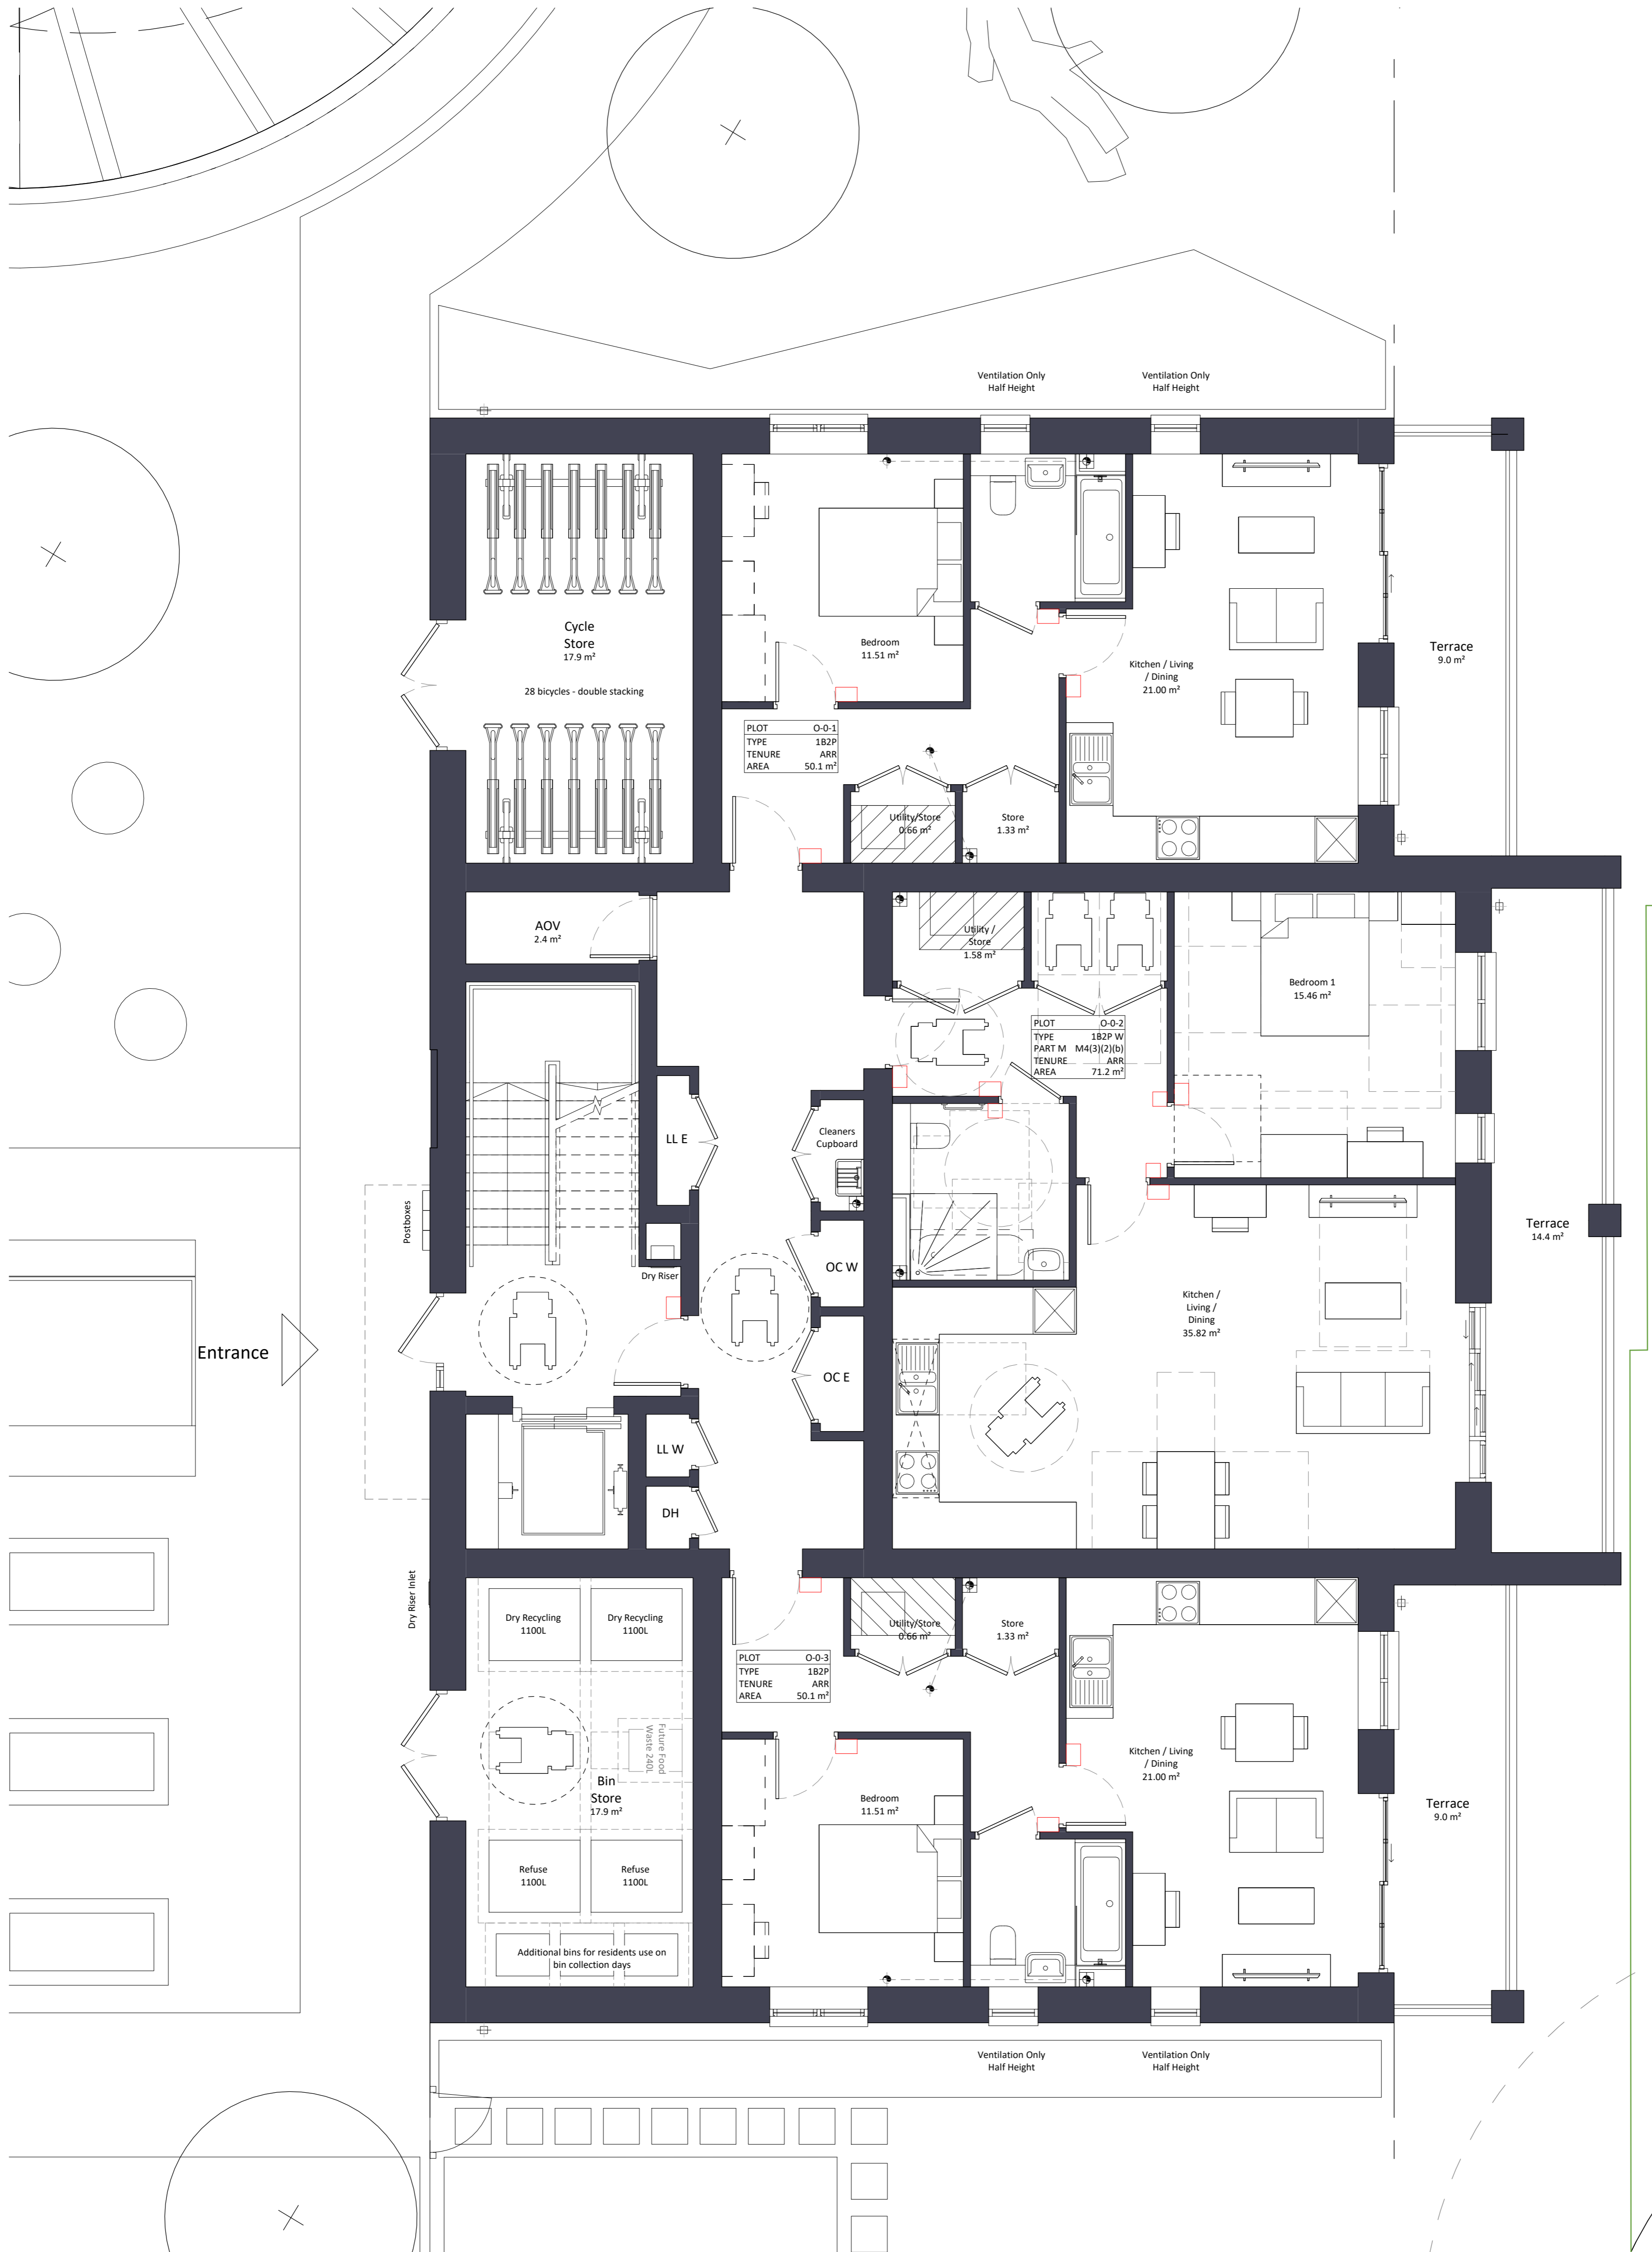 Ventilation Only
Half Height
Ventilation Only
Half Height
Cycle
Store
17.9 m²
28 bicycles - double stacking
Bedroom
11.51 m²
Kitchen / Living
/ Dining
21.00 m²
Terrace
9.0 m²
PLOT O-0-1
TYPE 1B2P
TENURE ARR
AREA 50.1 m²
Utility/Store
0.66 m²
Store
1.33 m²
AOV
2.4 m²
Utility /
Store
1.58 m²
Bedroom 1
15.46 m²
PLOT O-0-2
TYPE 1B2P W
PART M M4(3)(2)(b)
TENURE ARR
AREA 71.2 m²
LL E
Cleaners
Cupboard
Postboxes
Terrace
14.4 m²
OC W
Dry Riser
Kitchen /
Living /
Dining
35.82 m²
Entrance
OC E
LL W
DH
Dry Riser Inlet
Dry Recycling
1100L
Dry Recycling
1100L
Utility/Store
0.66 m²
Store
1.33 m²
PLOT O-0-3
TYPE 1B2P
TENURE ARR
AREA 50.1 m²
Future Food
Waste 240L
Bin
Store
17.9 m²
Kitchen / Living
/ Dining
21.00 m²
Bedroom
11.51 m²
Terrace
9.0 m²
Refuse
1100L
Refuse
1100L
Additional bins for residents use on
bin collection days
Ventilation Only
Half Height
Ventilation Only
Half Height